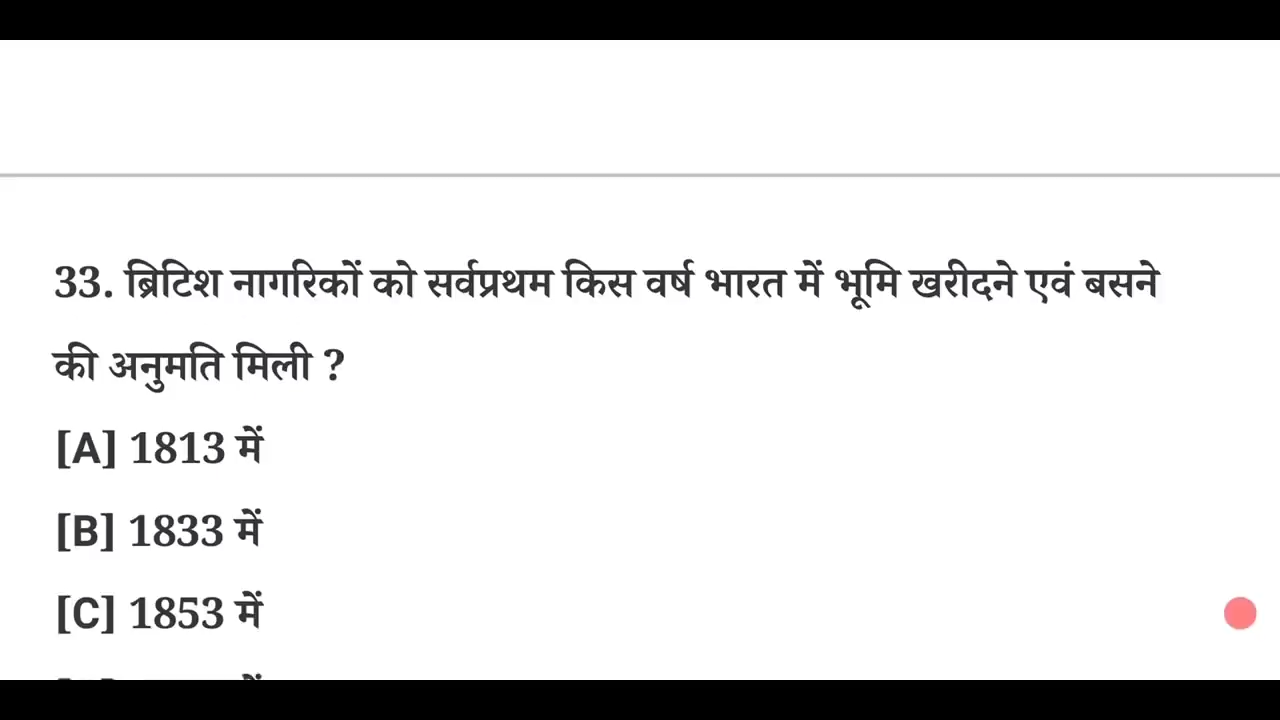 33. ब्रिटिश नागरिकों को सर्वप्रथम किस वर्ष भारत में भूमि खरीदने एवं बसने
की अनुमति मिली ?
[A] 1813 में
[B] 1833 में
[C] 1853 में